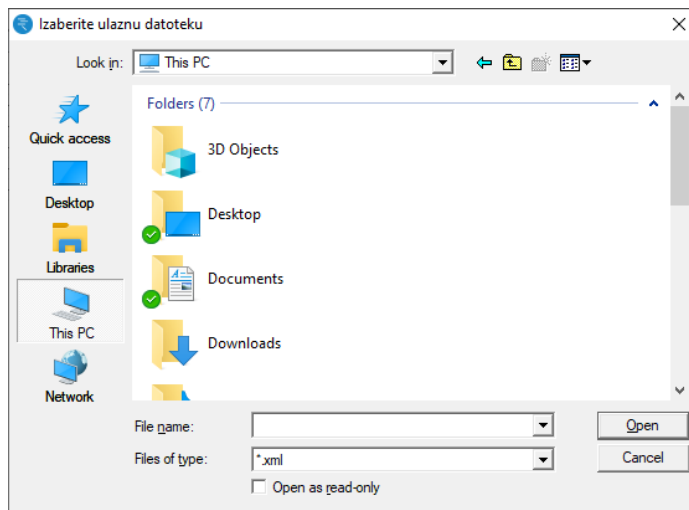 Izaberite ulaznu datoteku
Look in: This PC
Quick access
Desktop
Libraries
This PC
Network
Folders (7)
3D Objects
Desktop
Documents
Downloads
File name:
Open
Files of type: *.xml
Cancel
Open as read-only